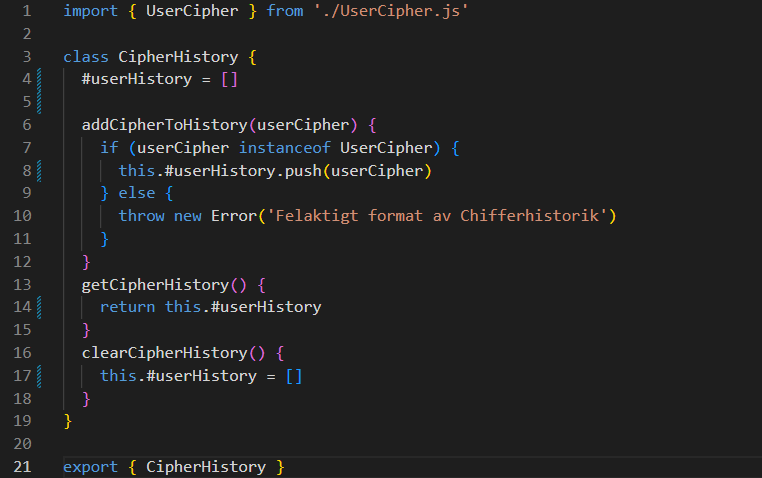 1 import { UserCipher } from './UserCipher.js'
2
3 class CipherHistory {
4   #userHistory = []
5
6   addCipherToHistory(userCipher) {
7     if (userCipher instanceof UserCipher) {
8       this.#userHistory.push(userCipher)
9     } else {
10       throw new Error('Felaktigt format av Chifferhistorik')
11     }
12   }
13   getCipherHistory() {
14     return this.#userHistory
15   }
16   clearCipherHistory() {
17     this.#userHistory = []
18   }
19 }
20
21 export { CipherHistory }